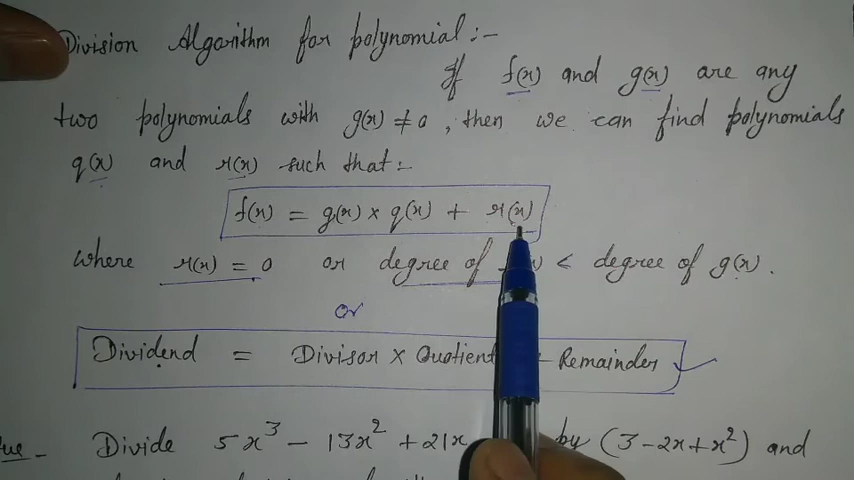 Division Algorithm for polynomial :-
If f(x) and g(x) are any
two polynomials with g(x) ≠ 0, then we can find polynomials
q(x) and r(x) such that :-
f(x) = g(x) × q(x) + r(x)
where r(x) = 0 or degree of < degree of g(x).
or
Dividend = Divisor × Quotient Remainder
Divide 5x³ - 13x² + 21x by (3 - 2x + x²) and